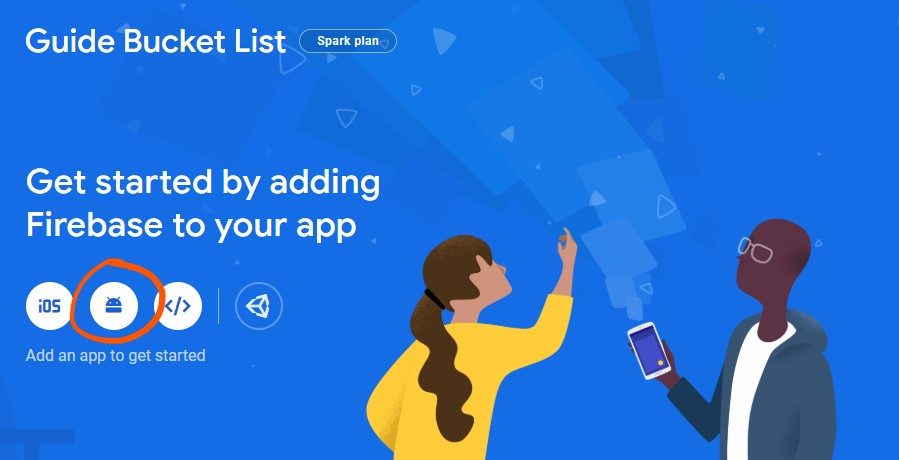 Guide Bucket List
Spark plan
Get started by adding
Firebase to your app
iOS
</>
Add an app to get started